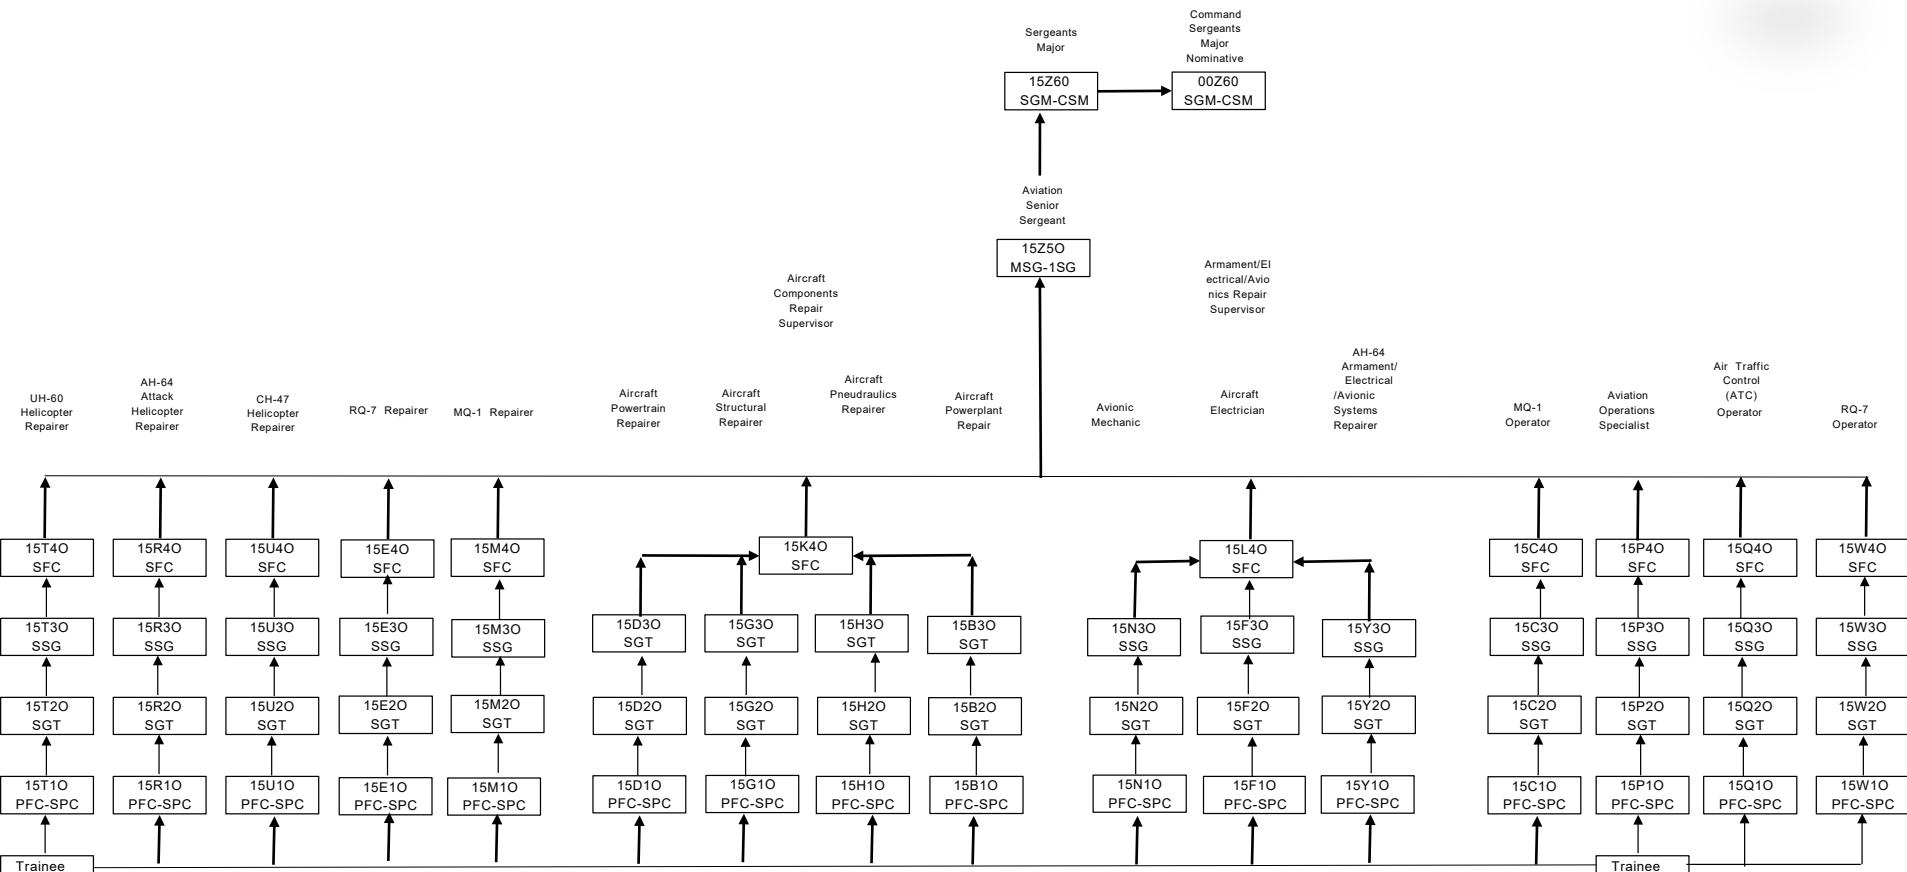 Command
Sergeants
Major
Nominative
Sergeants
Major
15Z60
SGM-CSM
00Z60
SGM-CSM
Aviation
Senior
Sergeant
15Z5O
MSG-1SG
Aircraft
Components
Repair
Supervisor
Armament/El
ectrical/Avio
nics Repair
Supervisor
UH-60
Helicopter
Repairer
AH-64
Attack
Helicopter
Repairer
CH-47
Helicopter
Repairer
RQ-7 Repairer
MQ-1 Repairer
Aircraft
Powertrain
Repairer
Aircraft
Structural
Repairer
Aircraft
Pneudraulics
Repairer
Aircraft
Powerplant
Repair
Avionic
Mechanic
Aircraft
Electrician
AH-64
Armament/
Electrical
/Avionic
Systems
Repairer
MQ-1
Operator
Aviation
Operations
Specialist
Air Traffic
Control
(ATC)
Operator
RQ-7
Operator
15T4O
SFC
15R4O
SFC
15U4O
SFC
15E4O
SFC
15M4O
SFC
15K4O
SFC
15L4O
SFC
15C4O
SFC
15P4O
SFC
15Q4O
SFC
15W4O
SFC
15T3O
SSG
15R3O
SSG
15U3O
SSG
15E3O
SSG
15M3O
SSG
15D3O
SGT
15G3O
SGT
15H3O
SGT
15B3O
SGT
15N3O
SSG
15F3O
SSG
15Y3O
SSG
15C3O
SSG
15P3O
SSG
15Q3O
SSG
15W3O
SSG
15T2O
SGT
15R2O
SGT
15U2O
SGT
15E2O
SGT
15M2O
SGT
15D2O
SGT
15G2O
SGT
15H2O
SGT
15B2O
SGT
15N2O
SGT
15F2O
SGT
15Y2O
SGT
15C2O
SGT
15P2O
SGT
15Q2O
SGT
15W2O
SGT
15T1O
PFC-SPC
15R1O
PFC-SPC
15U1O
PFC-SPC
15E1O
PFC-SPC
15M1O
PFC-SPC
15D1O
PFC-SPC
15G1O
PFC-SPC
15H1O
PFC-SPC
15B1O
PFC-SPC
15N1O
PFC-SPC
15F1O
PFC-SPC
15Y1O
PFC-SPC
15C1O
PFC-SPC
15P1O
PFC-SPC
15Q1O
PFC-SPC
15W1O
PFC-SPC
Trainee
Trainee